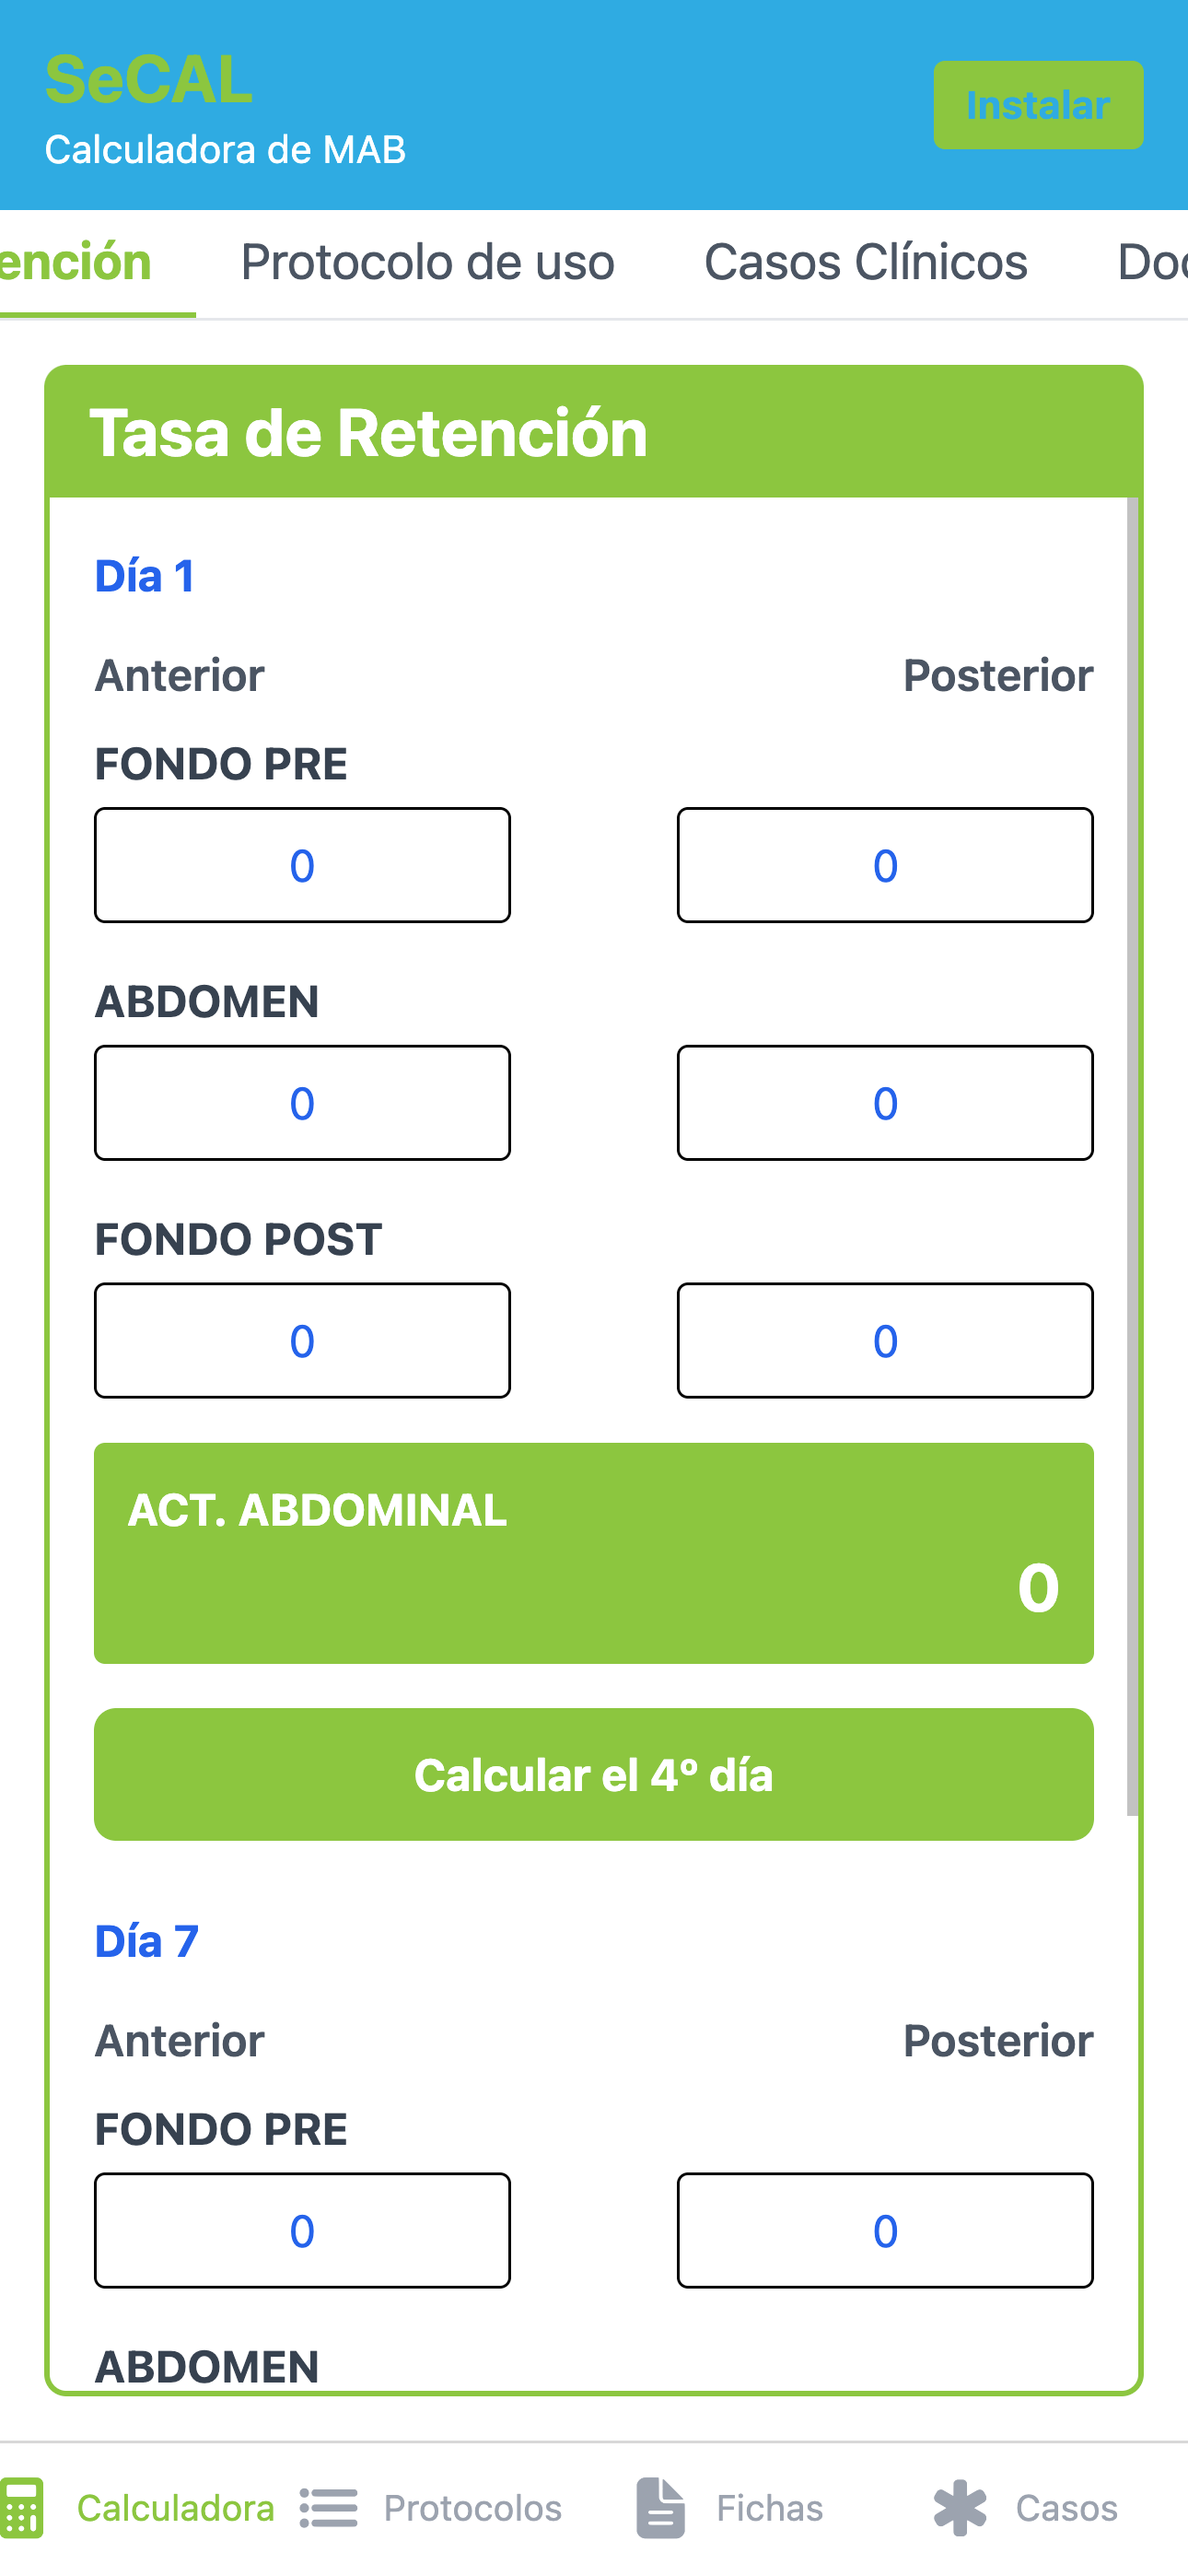 SeCAL
Calculadora de MAB
Instalar
ención Protocolo de uso Casos Clínicos Doc
Tasa de Retención
Día 1
Anterior Posterior
FONDO PRE
0 0
ABDOMEN
0 0
FONDO POST
0 0
ACT. ABDOMINAL
0
Calcular el 4º día
Día 7
Anterior Posterior
FONDO PRE
0 0
ABDOMEN
Calculadora Protocolos Fichas Casos